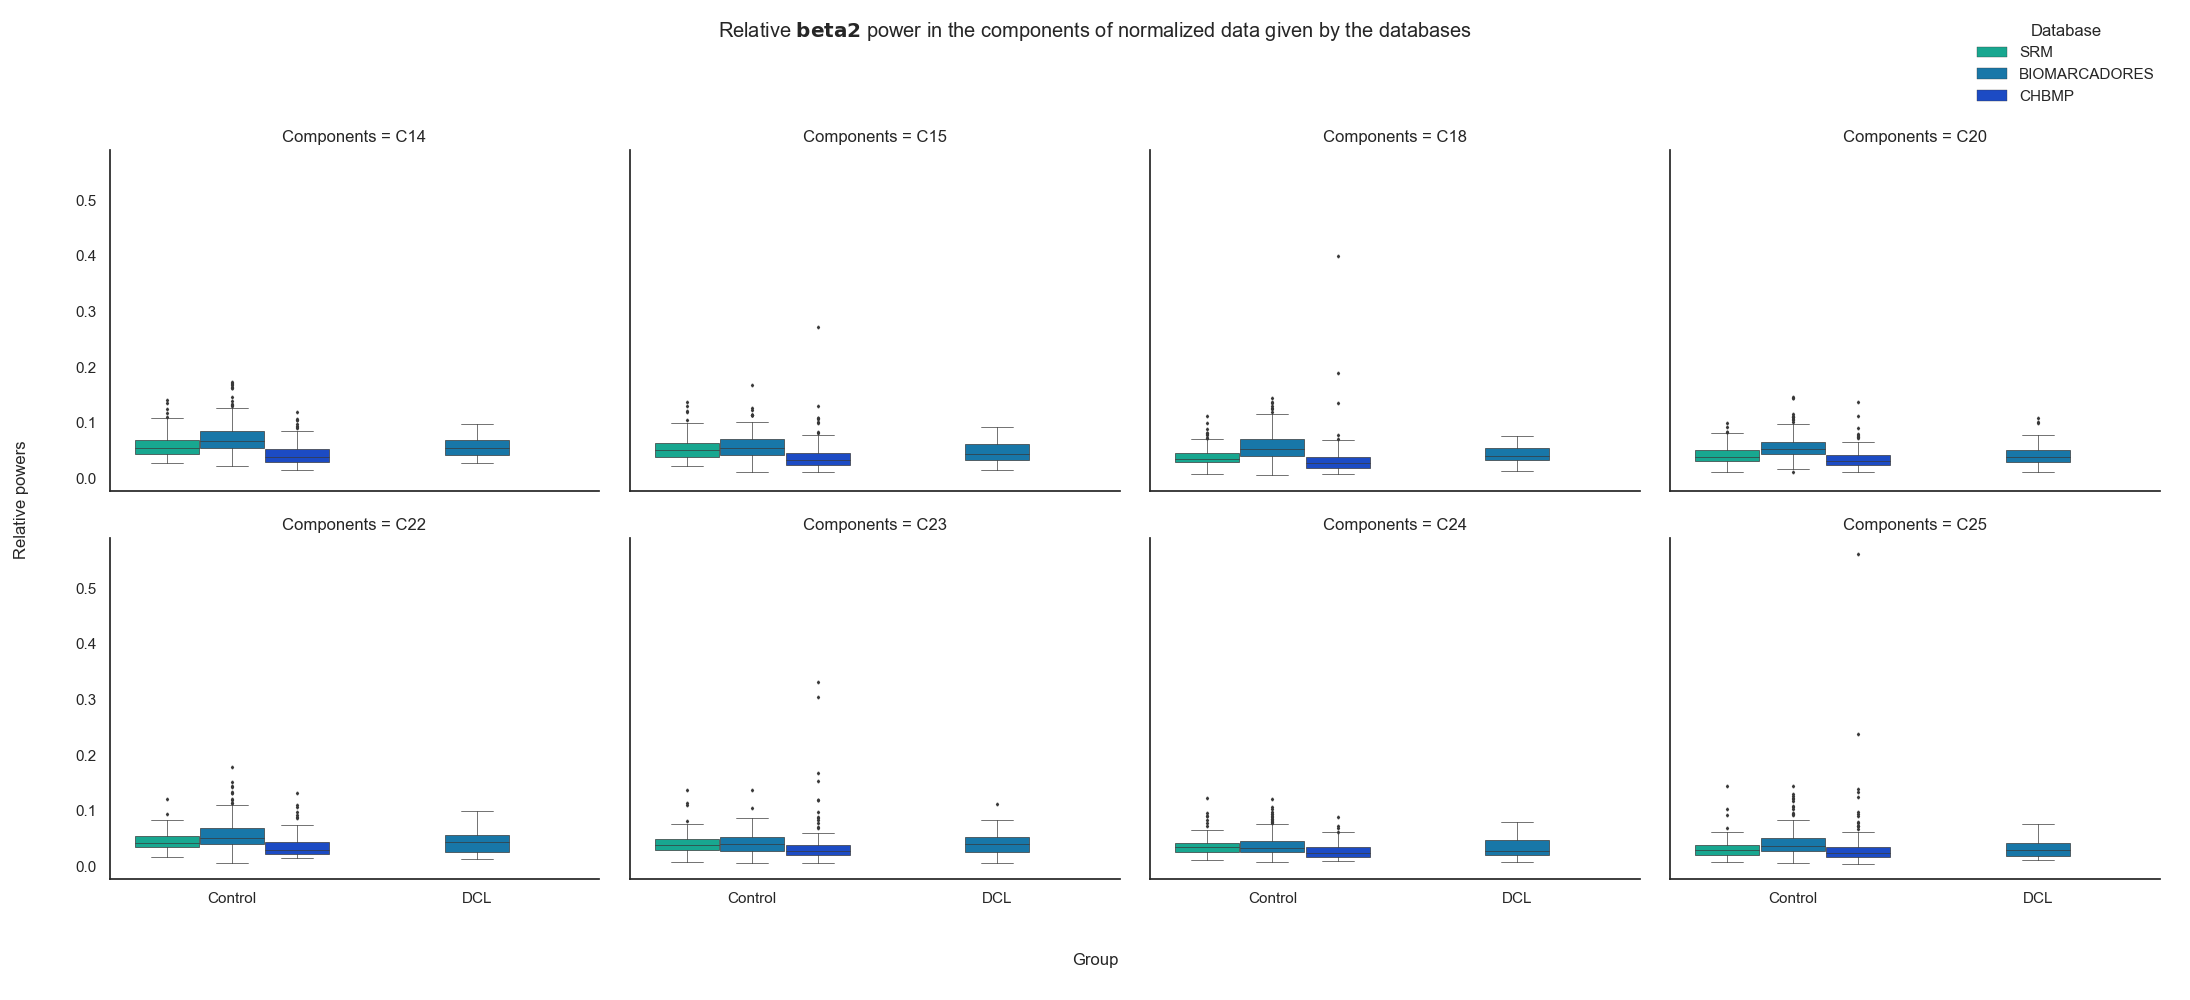 Relative beta2 power in the components of normalized data given by the databases
Database
SRM
BIOMARCADORES
CHBMP
Components = C14
Components = C15
Components = C18
Components = C20
0.5
0.4
0.3
0.2
0.1
0.0
Relative powers
Components = C22
Components = C23
Components = C24
Components = C25
0.5
0.4
0.3
0.2
0.1
0.0
Control
DCL
Control
DCL
Control
DCL
Control
DCL
Group